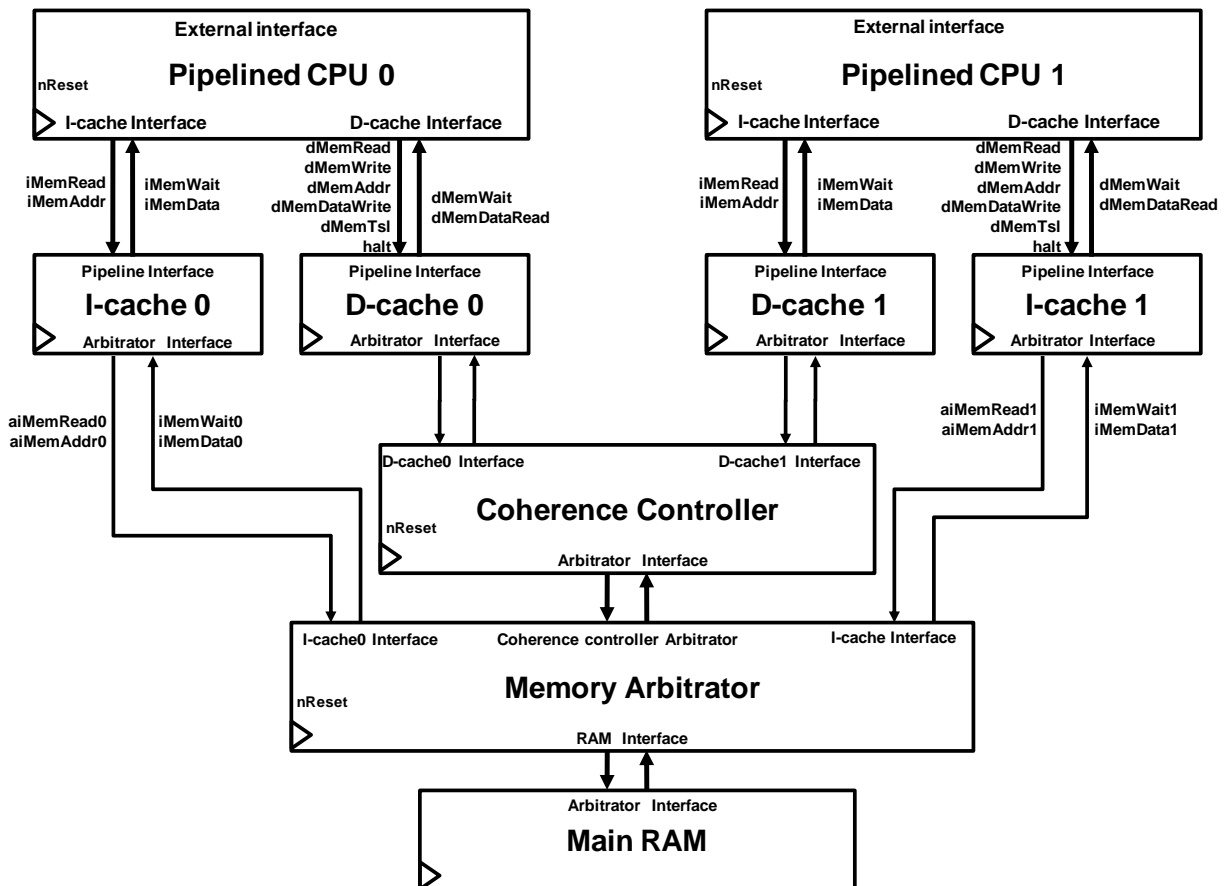 External interface
Pipelined CPU 0
nReset
I-cache Interface
D-cache Interface
External interface
Pipelined CPU 1
nReset
I-cache Interface
D-cache Interface
iMemRead
iMemAddr
iMemWait
iMemData
dMemRead
dMemWrite
dMemAddr
dMemDataWrite
dMemTsl
halt
dMemWait
dMemDataRead
iMemRead
iMemAddr
iMemWait
iMemData
dMemRead
dMemWrite
dMemAddr
dMemDataWrite
dMemTsl
halt
dMemWait
dMemDataRead
Pipeline Interface
I-cache 0
Arbitrator Interface
Pipeline Interface
D-cache 0
Arbitrator Interface
Pipeline Interface
D-cache 1
Arbitrator Interface
Pipeline Interface
I-cache 1
Arbitrator Interface
aiMemRead0
aiMemAddr0
iMemWait0
iMemData0
aiMemRead1
aiMemAddr1
iMemWait1
iMemData1
D-cache0 Interface
D-cache1 Interface
Coherence Controller
nReset
Arbitrator Interface
I-cache0 Interface
Coherence controller Arbitrator
I-cache Interface
Memory Arbitrator
nReset
RAM Interface
Arbitrator Interface
Main RAM